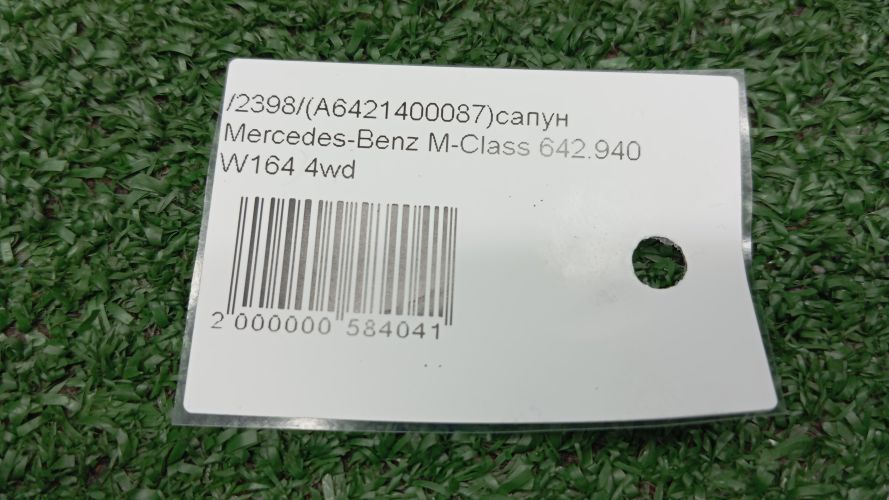 /2398/(A6421400087)сапун
Mercedes-Benz M-Class 642.940
W164 4wd
2 000000 584041